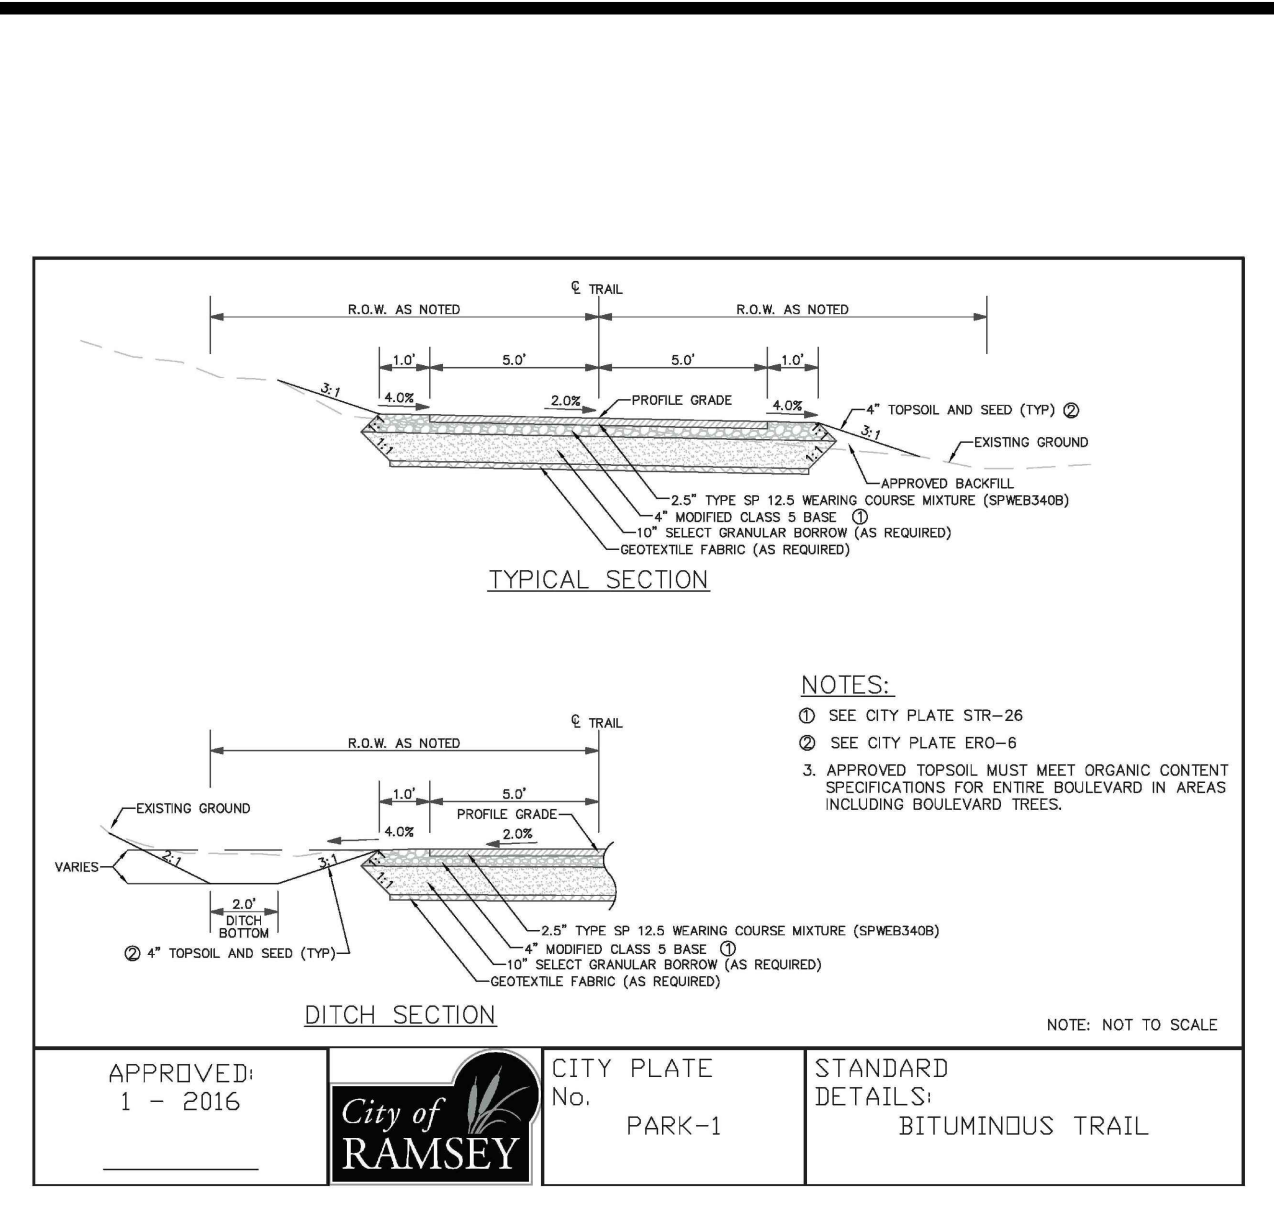 ℄ TRAIL
R.O.W. AS NOTED R.O.W. AS NOTED
1.0' 5.0' 5.0' 1.0'
3:1 4.0% 2.0% PROFILE GRADE 4.0% 4" TOPSOIL AND SEED (TYP) ②
1:1 1:1 3:1 EXISTING GROUND
1:1 1:1
APPROVED BACKFILL
2.5" TYPE SP 12.5 WEARING COURSE MIXTURE (SPWEB340B)
4" MODIFIED CLASS 5 BASE ①
10" SELECT GRANULAR BORROW (AS REQUIRED)
GEOTEXTILE FABRIC (AS REQUIRED)
TYPICAL SECTION
NOTES:
① SEE CITY PLATE STR-26
② SEE CITY PLATE ERO-6
3. APPROVED TOPSOIL MUST MEET ORGANIC CONTENT
SPECIFICATIONS FOR ENTIRE BOULEVARD IN AREAS
INCLUDING BOULEVARD TREES.
℄ TRAIL
R.O.W. AS NOTED
1.0' 5.0'
EXISTING GROUND PROFILE GRADE
4.0% 2.0%
VARIES 2:1 3:1 1:1
1:1
2.0'
DITCH
BOTTOM
2.5" TYPE SP 12.5 WEARING COURSE MIXTURE (SPWEB340B)
② 4" TOPSOIL AND SEED (TYP) 4" MODIFIED CLASS 5 BASE ①
10" SELECT GRANULAR BORROW (AS REQUIRED)
GEOTEXTILE FABRIC (AS REQUIRED)
DITCH SECTION
NOTE: NOT TO SCALE
APPROVED:
1 - 2016
City of
RAMSEY
CITY PLATE
No.
PARK-1
STANDARD
DETAILS:
BITUMINOUS TRAIL